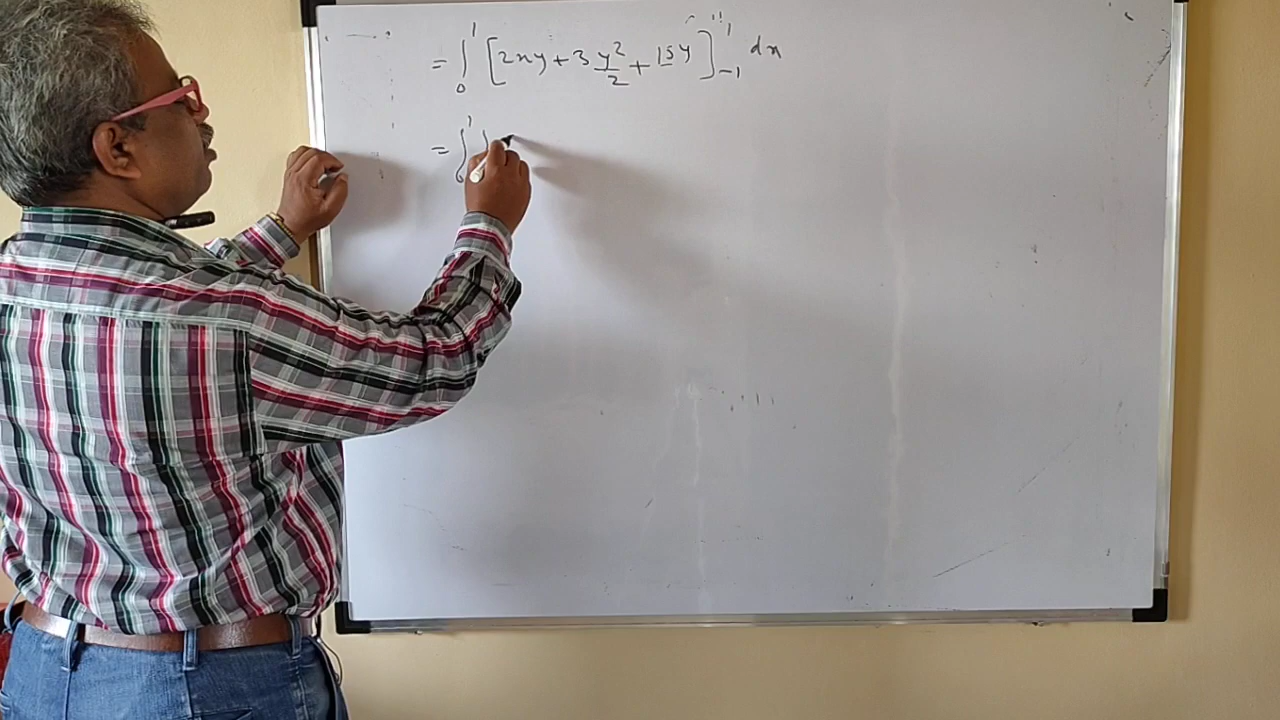 = ∫₀¹ [2xy + 3 y²/2 + 15y]₋₁¹ dx
= ∫₀¹